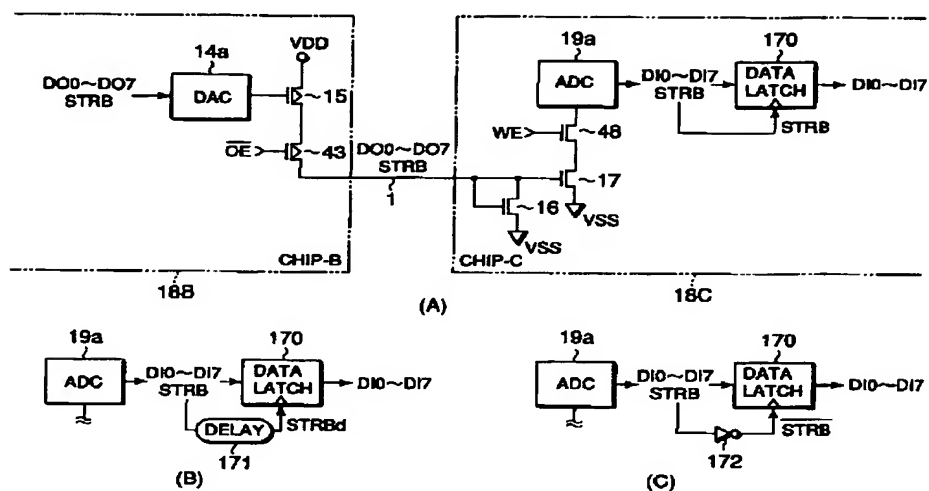 14a
VDD
DO0~DO7
STRB
DAC
15
OE
43
DO0~DO7
STRB
1
CHIP-B
18B
19a
170
ADC
DI0~DI7
STRB
DATA
LATCH
DI0~DI7
STRB
WE
48
17
16
VSS
VSS
CHIP-C
18C
(A)
19a
170
ADC
DI0~DI7
STRB
DATA
LATCH
DI0~DI7
DELAY
STRBd
171
(B)
19a
170
ADC
DI0~DI7
STRB
DATA
LATCH
DI0~DI7
STRB
172
(C)